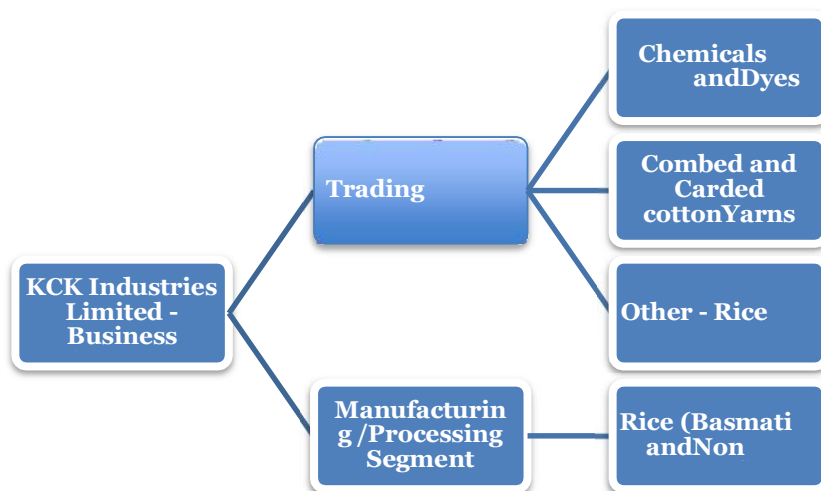 Chemicals
andDyes
Combed and
Carded
cottonYarns
Trading
KCK Industries
Limited -
Business
Other - Rice
Manufacturin
g /Processing
Segment
Rice (Basmati
andNon